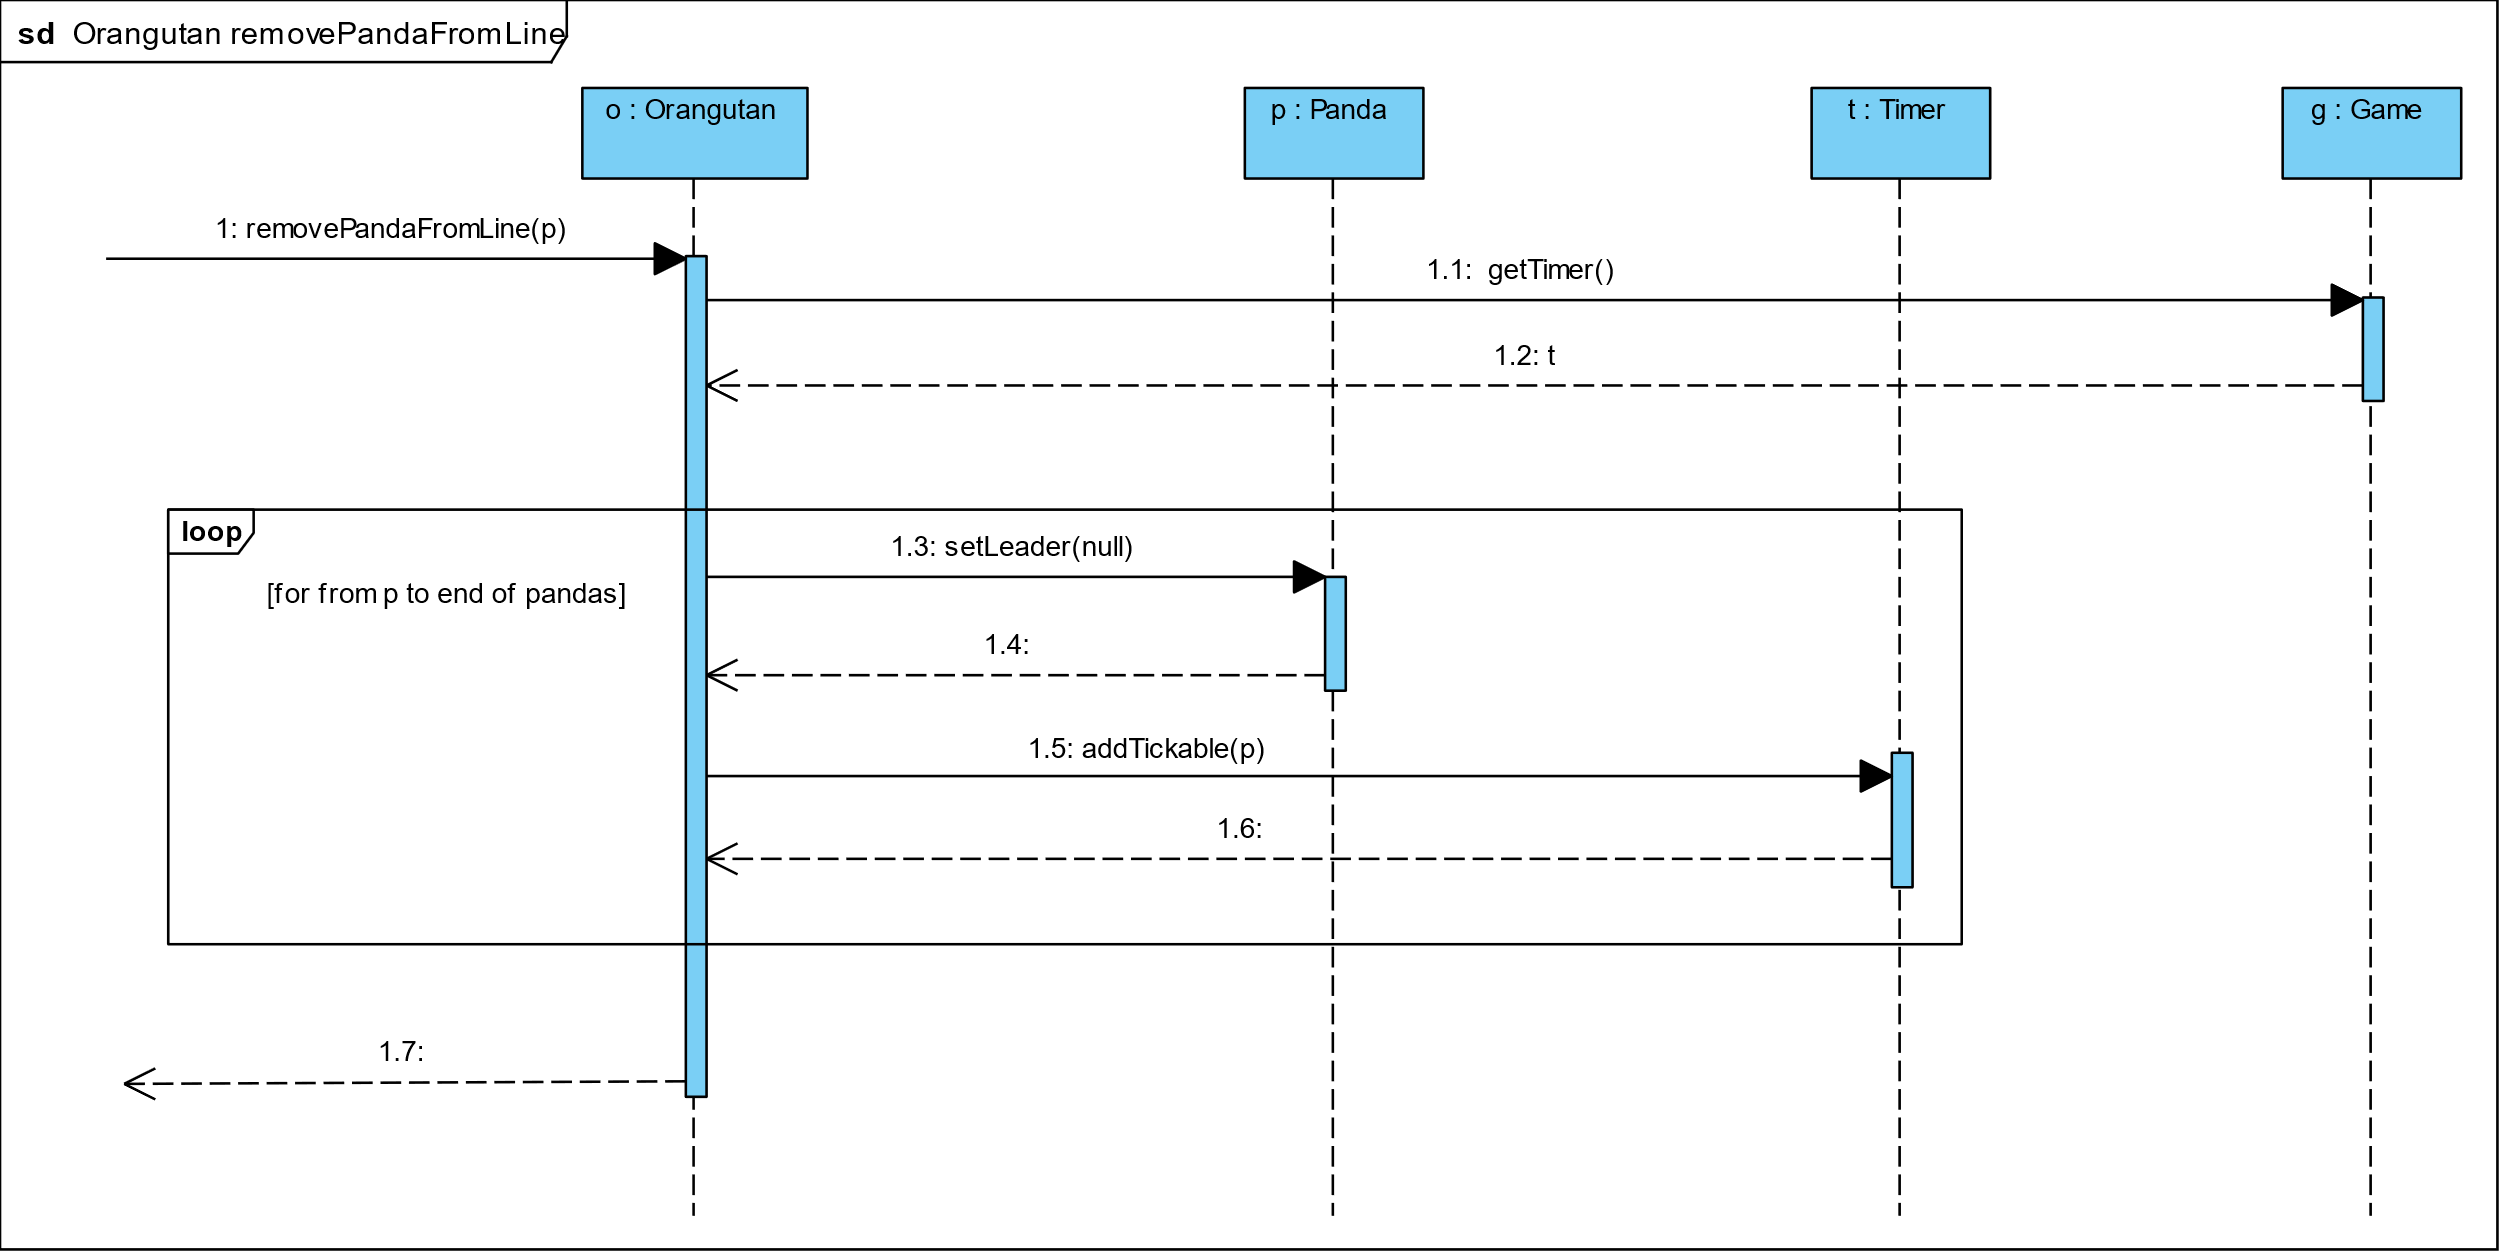 sd Orangutan removePandaFromLine
o : Orangutan
p : Panda
t : Timer
g : Game
1: removePandaFromLine(p)
1.1: getTimer()
1.2: t
loop
1.3: setLeader(null)
[for from p to end of pandas]
1.4:
1.5: addTickable(p)
1.6:
1.7: